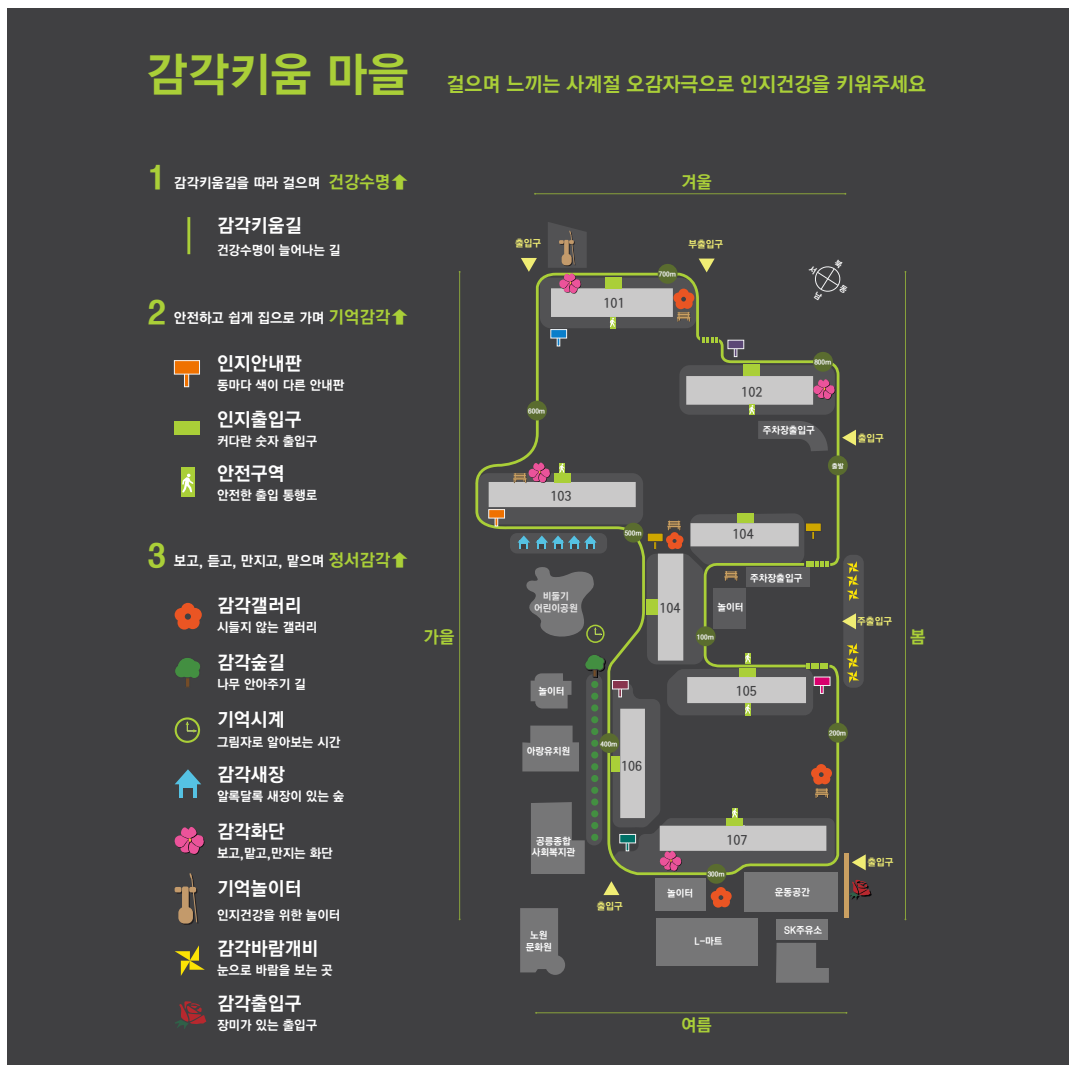 감각키움 마을
걸으며 느끼는 사계절 오감자극으로 인지건강을 키워주세요
1 감각키움길을 따라 걸으며 건강수명
감각키움길
건강수명이 늘어나는 길
2 안전하고 쉽게 집으로 가며 기억감각
인지안내판
동마다 색이 다른 안내판
인지출입구
커다란 숫자 출입구
안전구역
안전한 출입 통행로
3 보고, 듣고, 만지고, 맡으며 정서감각
감각갤러리
시들지 않는 갤러리
감각숲길
나무 안아주기 길
기억시계
그림자로 알아보는 시간
감각새장
알록달록 새장이 있는 숲
감각화단
보고,맡고,만지는 화단
기억놀이터
인지건강을 위한 놀이터
감각바람개비
눈으로 바람을 보는 곳
감각출입구
장미가 있는 출입구
겨울
출입구
부출입구
북
서
동
남
700m
101
800m
102
600m
주차장출입구
출입구
출발
103
500m
104
주차장출입구
비둘기
어린이공원
104
놀이터
주출입구
가을
100m
봄
놀이터
105
200m
아랑유치원
400m
106
공릉종합
사회복지관
107
출입구
300m
출입구
놀이터
운동공간
노원
문화원
L-마트
SK주유소
여름